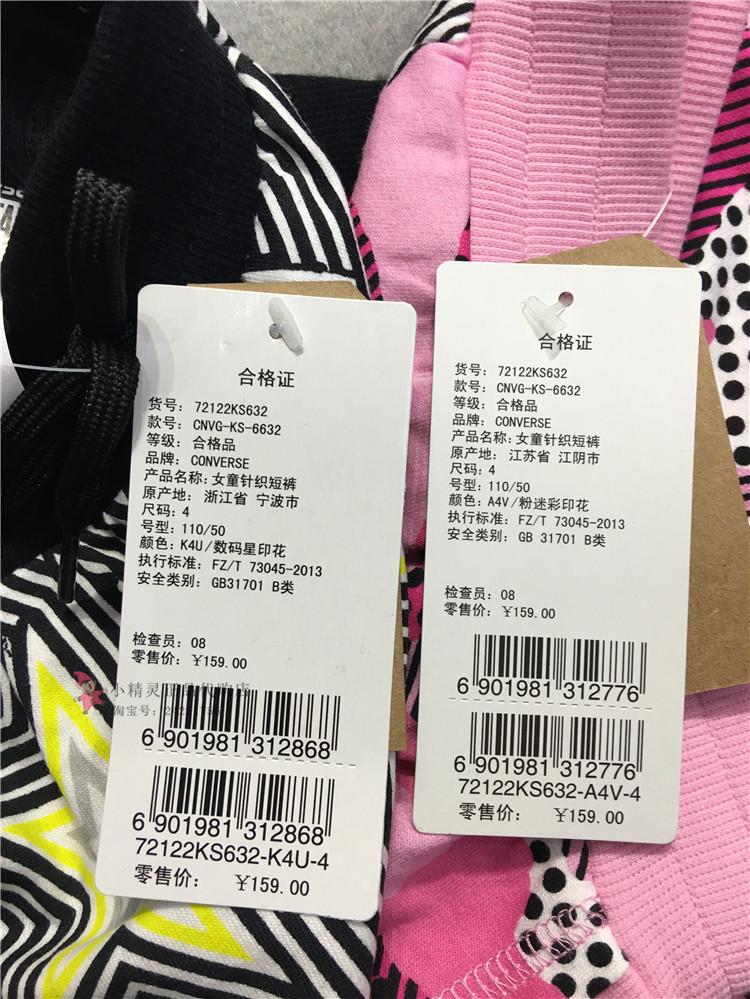 合格证
货号: 72122KS632
款号: CNVG-KS-6632
等级: 合格品
品牌: CONVERSE
产品名称: 女童针织短裤
原产地: 浙江省 宁波市
尺码: 4
号型: 110/50
颜色: K4U/数码星印花
执行标准: FZ/T 73045-2013
安全类别: GB31701 B类
检查员: 08
零售价: ¥159.00
6 901981 312868
6 901981 312868
72122KS632-K4U-4
零售价: ¥159.00
合格证
货号: 72122KS632
款号: CNVG-KS-6632
等级: 合格品
品牌: CONVERSE
产品名称: 女童针织短裤
原产地: 江苏省 江阴市
尺码: 4
号型: 110/50
颜色: A4V/粉迷彩印花
执行标准: FZ/T 73045-2013
安全类别: GB 31701 B类
检查员: 08
零售价: ¥159.00
6 901981 312776
6 901981 312776
72122KS632-A4V-4
零售价: ¥159.00
小精灵正品代购店
淘宝号: